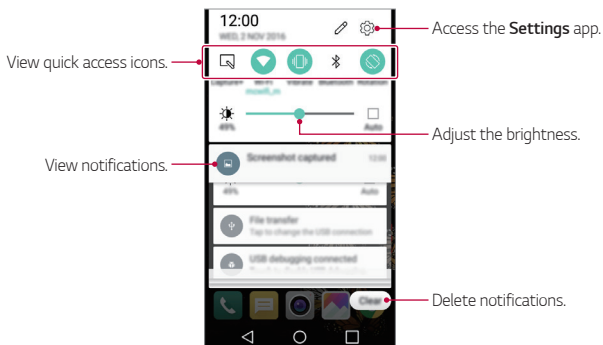 12:00
WED, 2 NOV 2016
Access the Settings app.
View quick access icons.
Capture+ Wi-Fi Vibrate Bluetooth Rotation
49% Auto
Adjust the brightness.
View notifications.
Screenshot captured 12:00
49% Auto
File transfer
Tap to change the USB connection
USB debugging connected
Clear
Delete notifications.